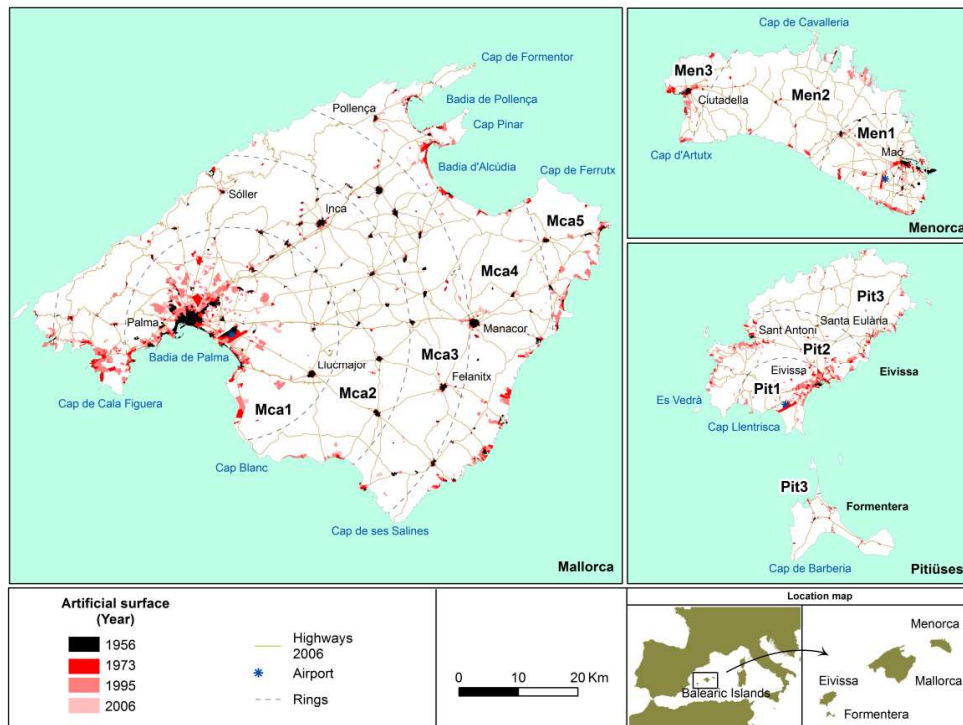 Cap de Formentor
Pollença
Badia de Pollença
Cap Pinar
Badia d'Alcúdia
Cap de Ferrutx
Sóller
Inca
Mca5
Mca4
Palma
Manacor
Badia de Palma
Mca3
Llucmajor
Felanitx
Cap de Cala Figuera
Mca1
Mca2
Cap Blanc
Cap de ses Salines
Mallorca
Cap de Cavalleria
Men3
Ciutadella
Men2
Men1
Maó
Cap d'Artutx
Menorca
Pit3
Sant Antoni
Santa Eulària
Pit2
Eivissa
Eivissa
Pit1
Es Vedrà
Cap Llentrisca
Pit3
Formentera
Cap de Barberia
Pitiüses
Artificial surface
(Year)
1956
1973
1995
2006
Highways
2006
Airport
Rings
0 10 20 Km
Location map
Balearic Islands
Menorca
Eivissa
Mallorca
Formentera